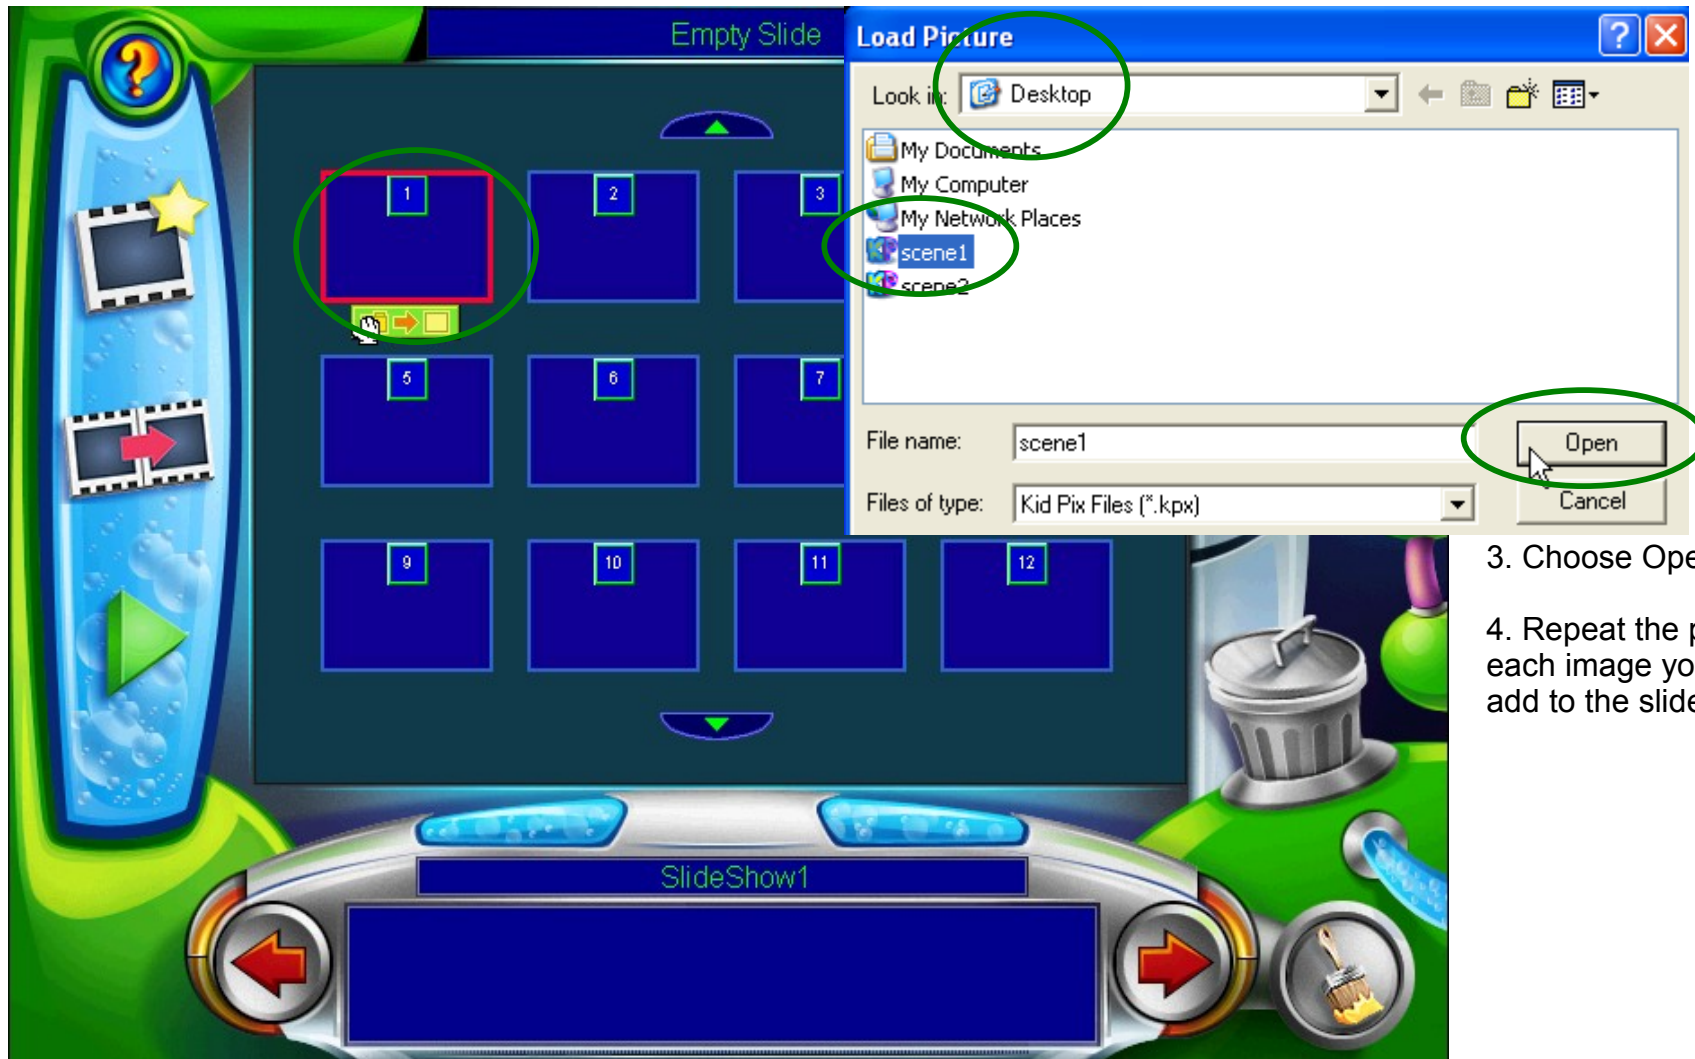 Empty Slide
Load Picture
Look in: Desktop
My Documents
My Computer
My Network Places
scene1
scene2
File name: scene1 Open
Files of type: Kid Pix Files (*.kpx) Cancel
1 2 3
5 6 7
9 10 11 12
3. Choose Ope
4. Repeat the p
each image yo
add to the slide
SlideShow1